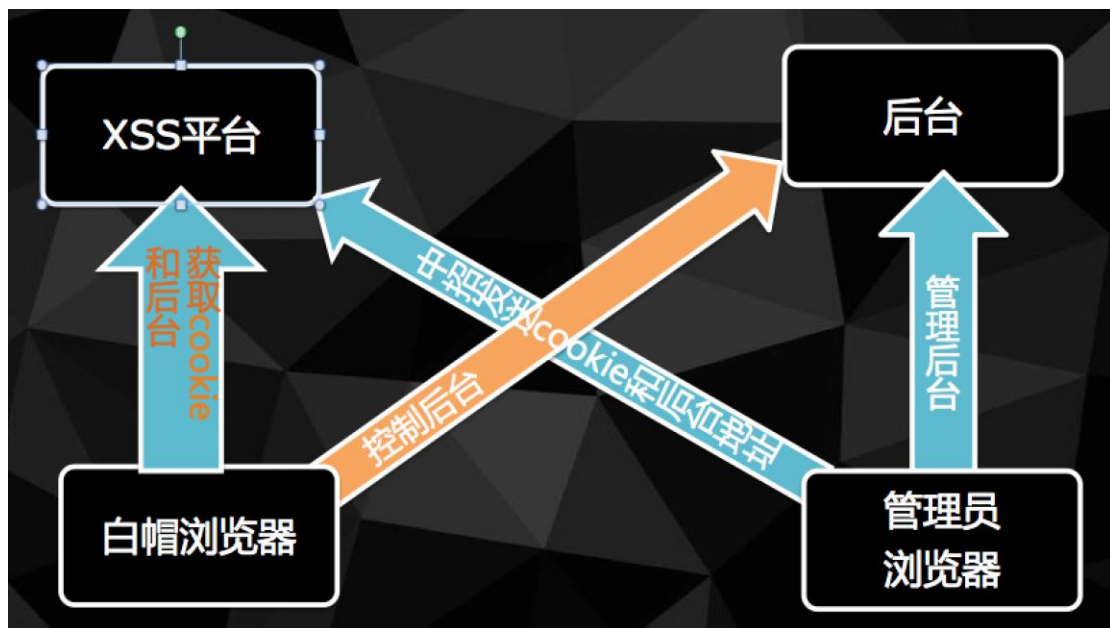 XSS平台
后台
获取cookie
和后台
中招发送cookie和后台地址
控制后台
管理后台
白帽浏览器
管理员
浏览器